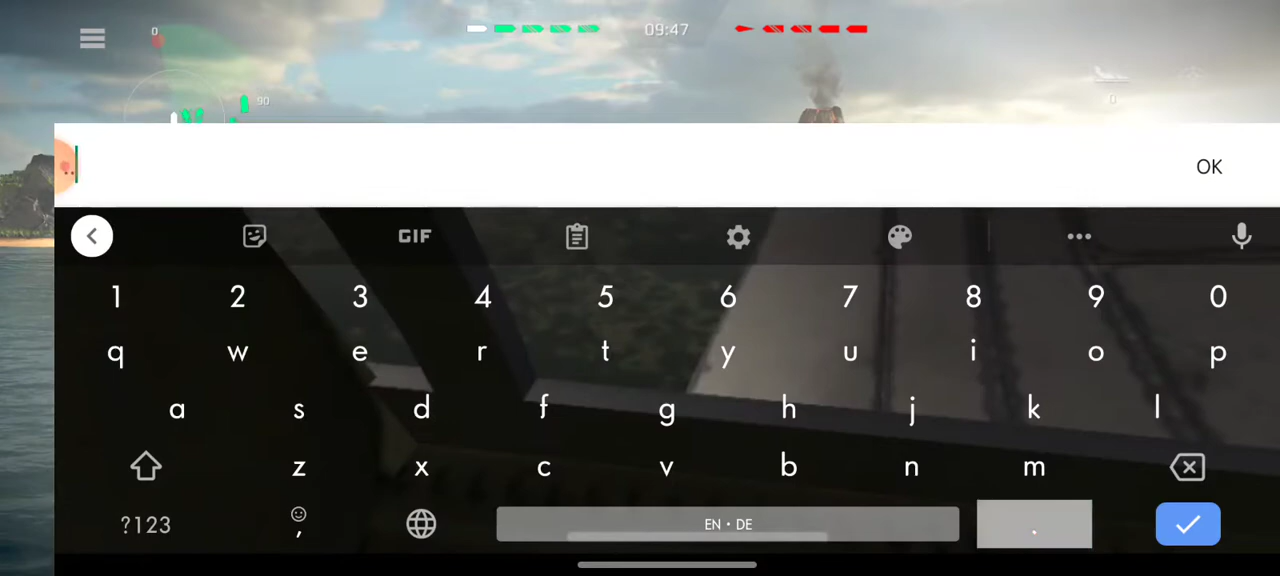 0
09:47
90
0
..
OK
GIF
1 2 3 4 5 6 7 8 9 0
q w e r t y u i o p
a s d f g h j k l
z x c v b n m
?123 , EN • DE .